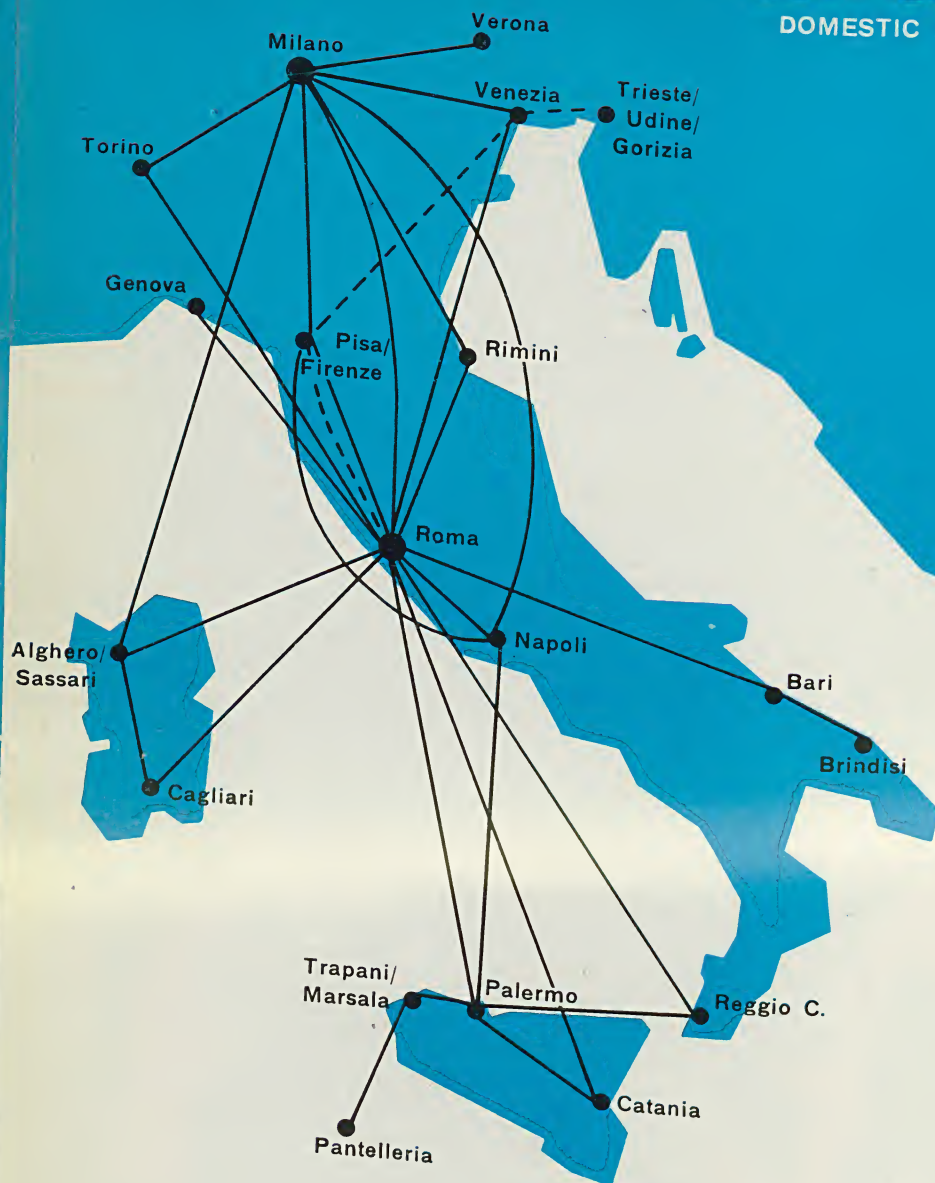 DOMESTIC
Verona
Milano
Venezia
Trieste/
Udine/
Gorizia
Torino
Genova
Pisa/
Firenze
Rimini
Roma
Alghero/
Sassari
Napoli
Bari
Brindisi
Cagliari
Trapani/
Marsala
Palermo
Reggio C.
Catania
Pantelleria